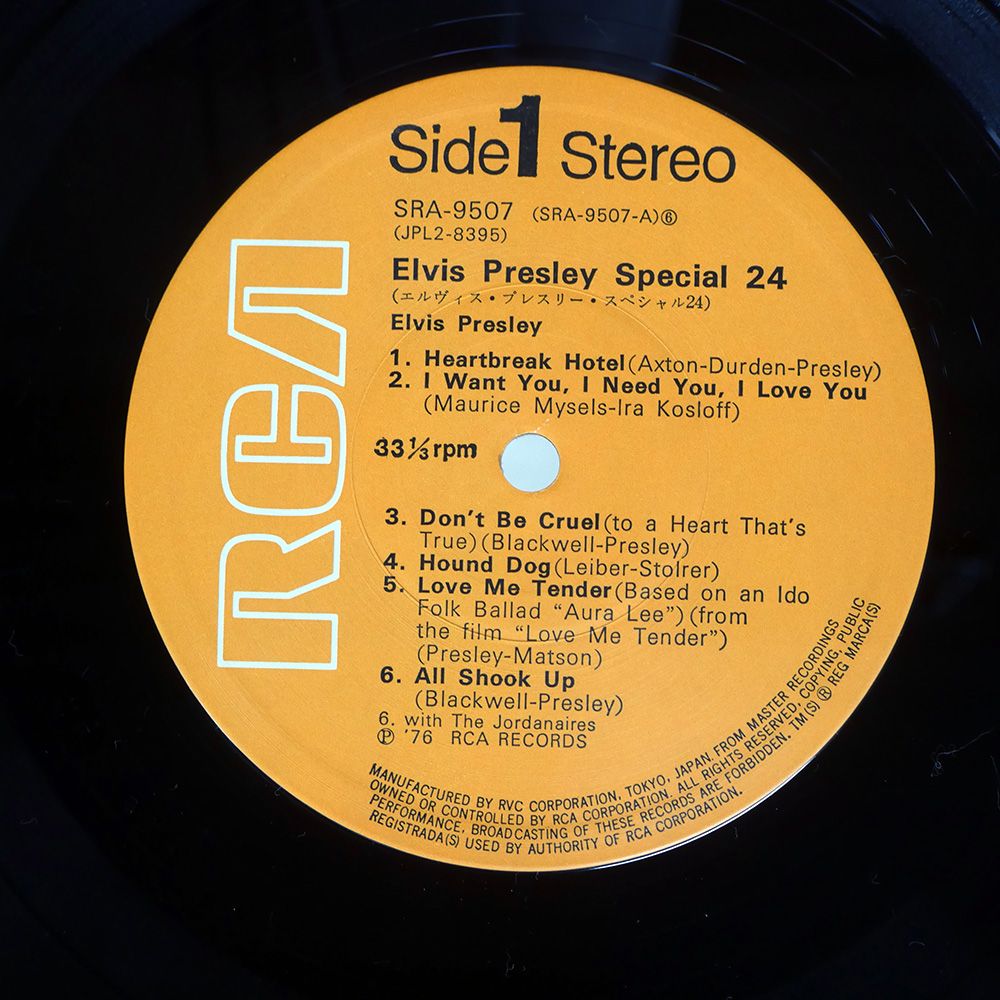 Side 1 Stereo
SRA-9507 (SRA-9507-A)⑥
(JPL2-8395)
Elvis Presley Special 24
(エルヴィス・プレスリー・スペシャル24)
Elvis Presley
1. Heartbreak Hotel (Axton-Durden-Presley)
2. I Want You, I Need You, I Love You
(Maurice Mysels-Ira Kosloff)
33⅓rpm
3. Don't Be Cruel (to a Heart That's
True) (Blackwell-Presley)
4. Hound Dog (Leiber-Stolrer)
5. Love Me Tender (Based on an Ido
Folk Ballad "Aura Lee") (from
the film "Love Me Tender")
(Presley-Matson)
6. All Shook Up
(Blackwell-Presley)
6. with The Jordanaires
℗ '76 RCA RECORDS
RCA
MANUFACTURED BY RVC CORPORATION, TOKYO, JAPAN FROM MASTER RECORDINGS
OWNED OR CONTROLLED BY RCA CORPORATION. ALL RIGHTS RESERVED, COPYING, PUBLIC
PERFORMANCE, BROADCASTING OF THESE RECORDS ARE FORBIDDEN. TM(S) ® REG MARCA(S)
REGISTRADA(S) USED BY AUTHORITY OF RCA CORPORATION.